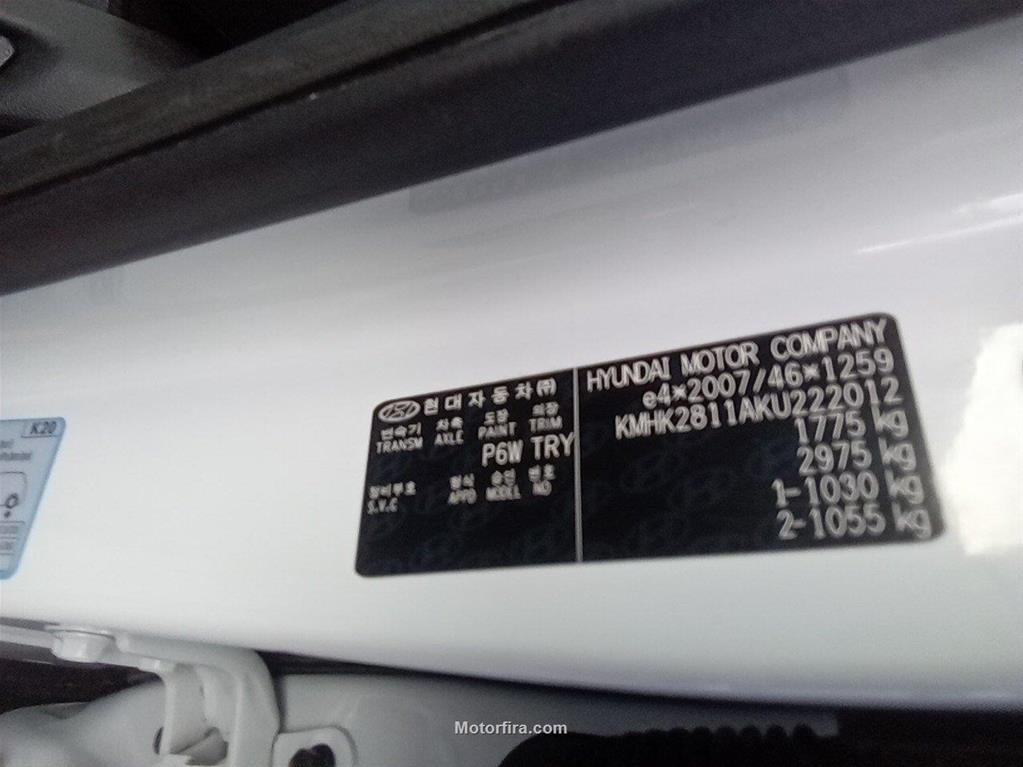 현대자동차㈜
변속기 차축 도장 의장
TRANSM AXLE PAINT TRIM
P6W TRY
정비부호 형식 승인 번호
S.V.C APPD MODEL NO
HYUNDAI MOTOR COMPANY
e4*2007/46*1259
KMHK2811AKU222012
1775 kg
2975 kg
1-1030 kg
2-1055 kg
K20
Motorfira.com